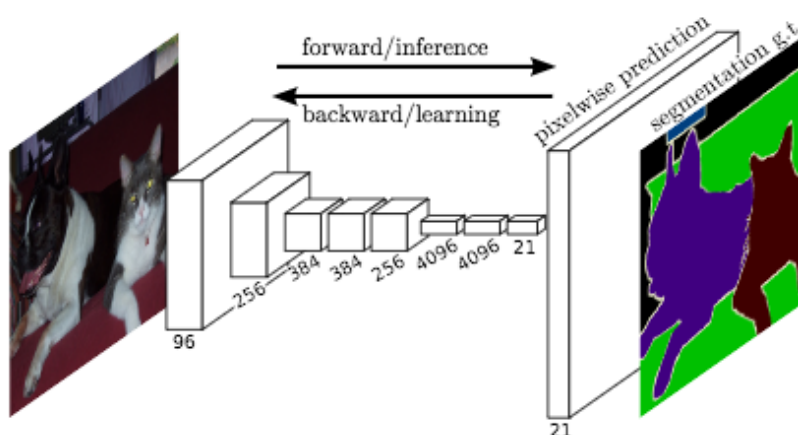 forward/inference
backward/learning
pixelwise prediction
segmentation g.t.
96
256
384
384
256
4096
4096
21
21